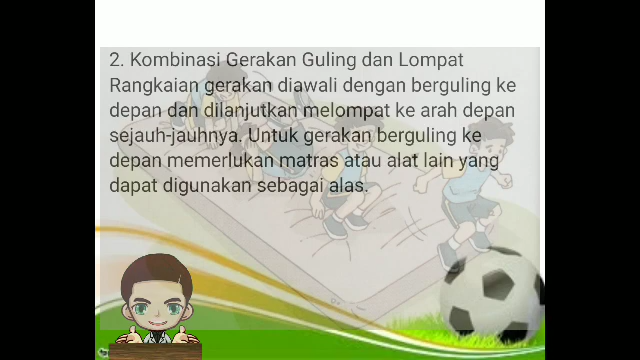 2. Kombinasi Gerakan Guling dan Lompat
Rangkaian gerakan diawali dengan berguling ke
depan dan dilanjutkan melompat ke arah depan
sejauh-jauhnya. Untuk gerakan berguling ke
depan memerlukan matras atau alat lain yang
dapat digunakan sebagai alas.